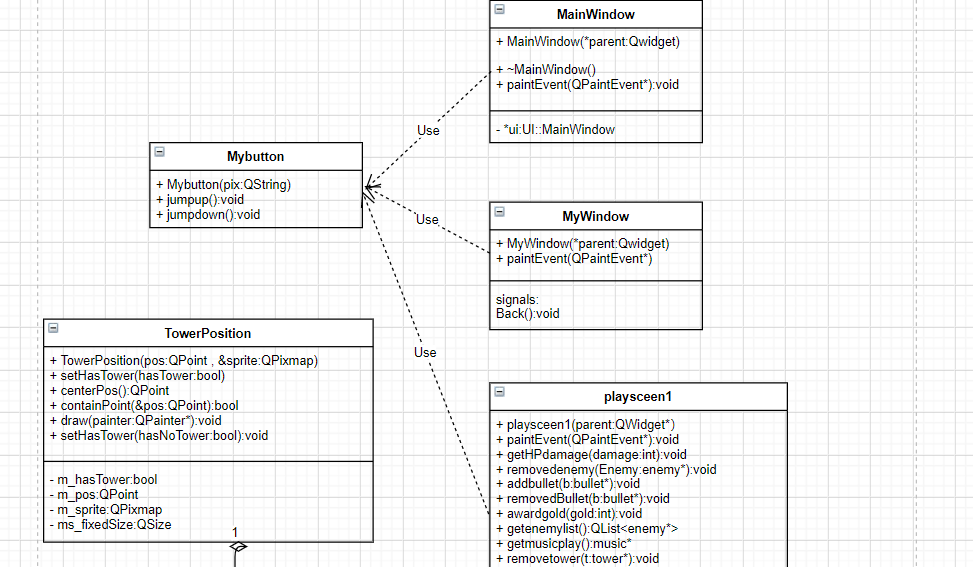 MainWindow
+ MainWindow(*parent:Qwidget)
+ ~MainWindow()
+ paintEvent(QPaintEvent*):void
- *ui:UI::MainWindow
Use
Mybutton
+ Mybutton(pix:QString)
+ jumpup():void
+ jumpdown():void
Use
MyWindow
+ MyWindow(*parent:Qwidget)
+ paintEvent(QPaintEvent*)
signals:
Back():void
TowerPosition
+ TowerPosition(pos:QPoint , &sprite:QPixmap)
+ setHasTower(hasTower:bool)
+ centerPos():QPoint
+ containPoint(&pos:QPoint):bool
+ draw(painter:QPainter*):void
+ setHasTower(hasNoTower:bool):void
- m_hasTower:bool
- m_pos:QPoint
- m_sprite:QPixmap
- ms_fixedSize:QSize
1
Use
playsceen1
+ playsceen1(parent:QWidget*)
+ paintEvent(QPaintEvent*):void
+ getHPdamage(damage:int):void
+ removedenemy(Enemy:enemy*):void
+ addbullet(b:bullet*):void
+ removedBullet(b:bullet*):void
+ awardgold(gold:int):void
+ getenemylist():QList<enemy*>
+ getmusicplay():music*
+ removetower(t:tower*):void